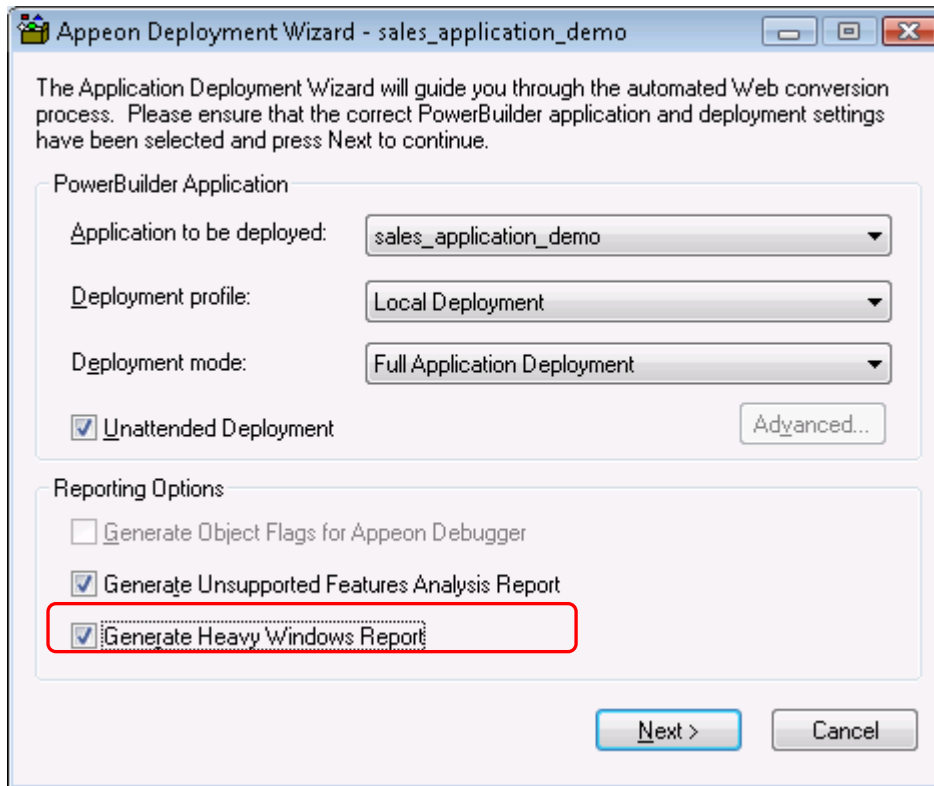 Appeon Deployment Wizard - sales_application_demo
The Application Deployment Wizard will guide you through the automated Web conversion
process.  Please ensure that the correct PowerBuilder application and deployment settings
have been selected and press Next to continue.
PowerBuilder Application
Application to be deployed:
sales_application_demo
Deployment profile:
Local Deployment
Deployment mode:
Full Application Deployment
Unattended Deployment
Advanced...
Reporting Options
Generate Object Flags for Appeon Debugger
Generate Unsupported Features Analysis Report
Generate Heavy Windows Report
Next >
Cancel